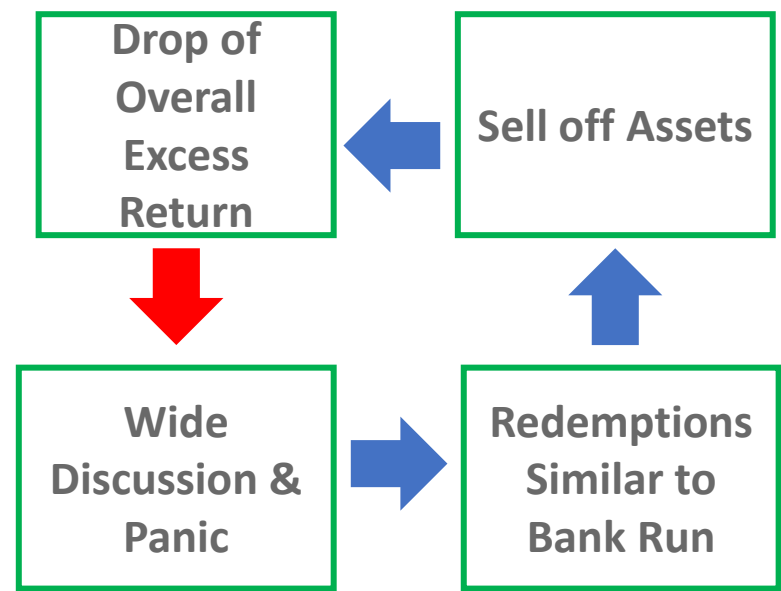 Drop of
Overall
Excess
Return
Sell off Assets
Wide
Discussion &
Panic
Redemptions
Similar to
Bank Run